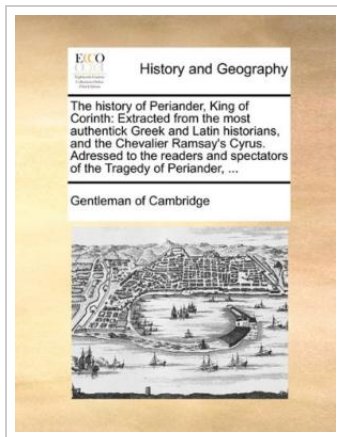 ECCO
History and Geography
The history of Periander, King of
Corinth: Extracted from the most
authentick Greek and Latin historians,
and the Chevalier Ramsay's Cyrus.
Adressed to the readers and spectators
of the Tragedy of Periander, ...
Gentleman of Cambridge